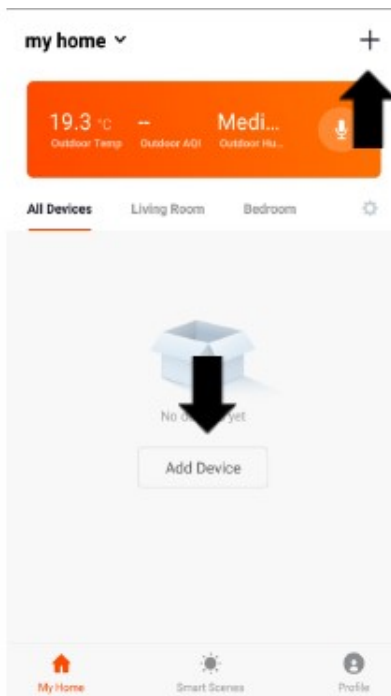 my home
19.3 °C -- Medi...
Outdoor Temp Outdoor AQI Outdoor Hu...
All Devices Living Room Bedroom
No yet
Add Device
My Home Smart Scenes Profile